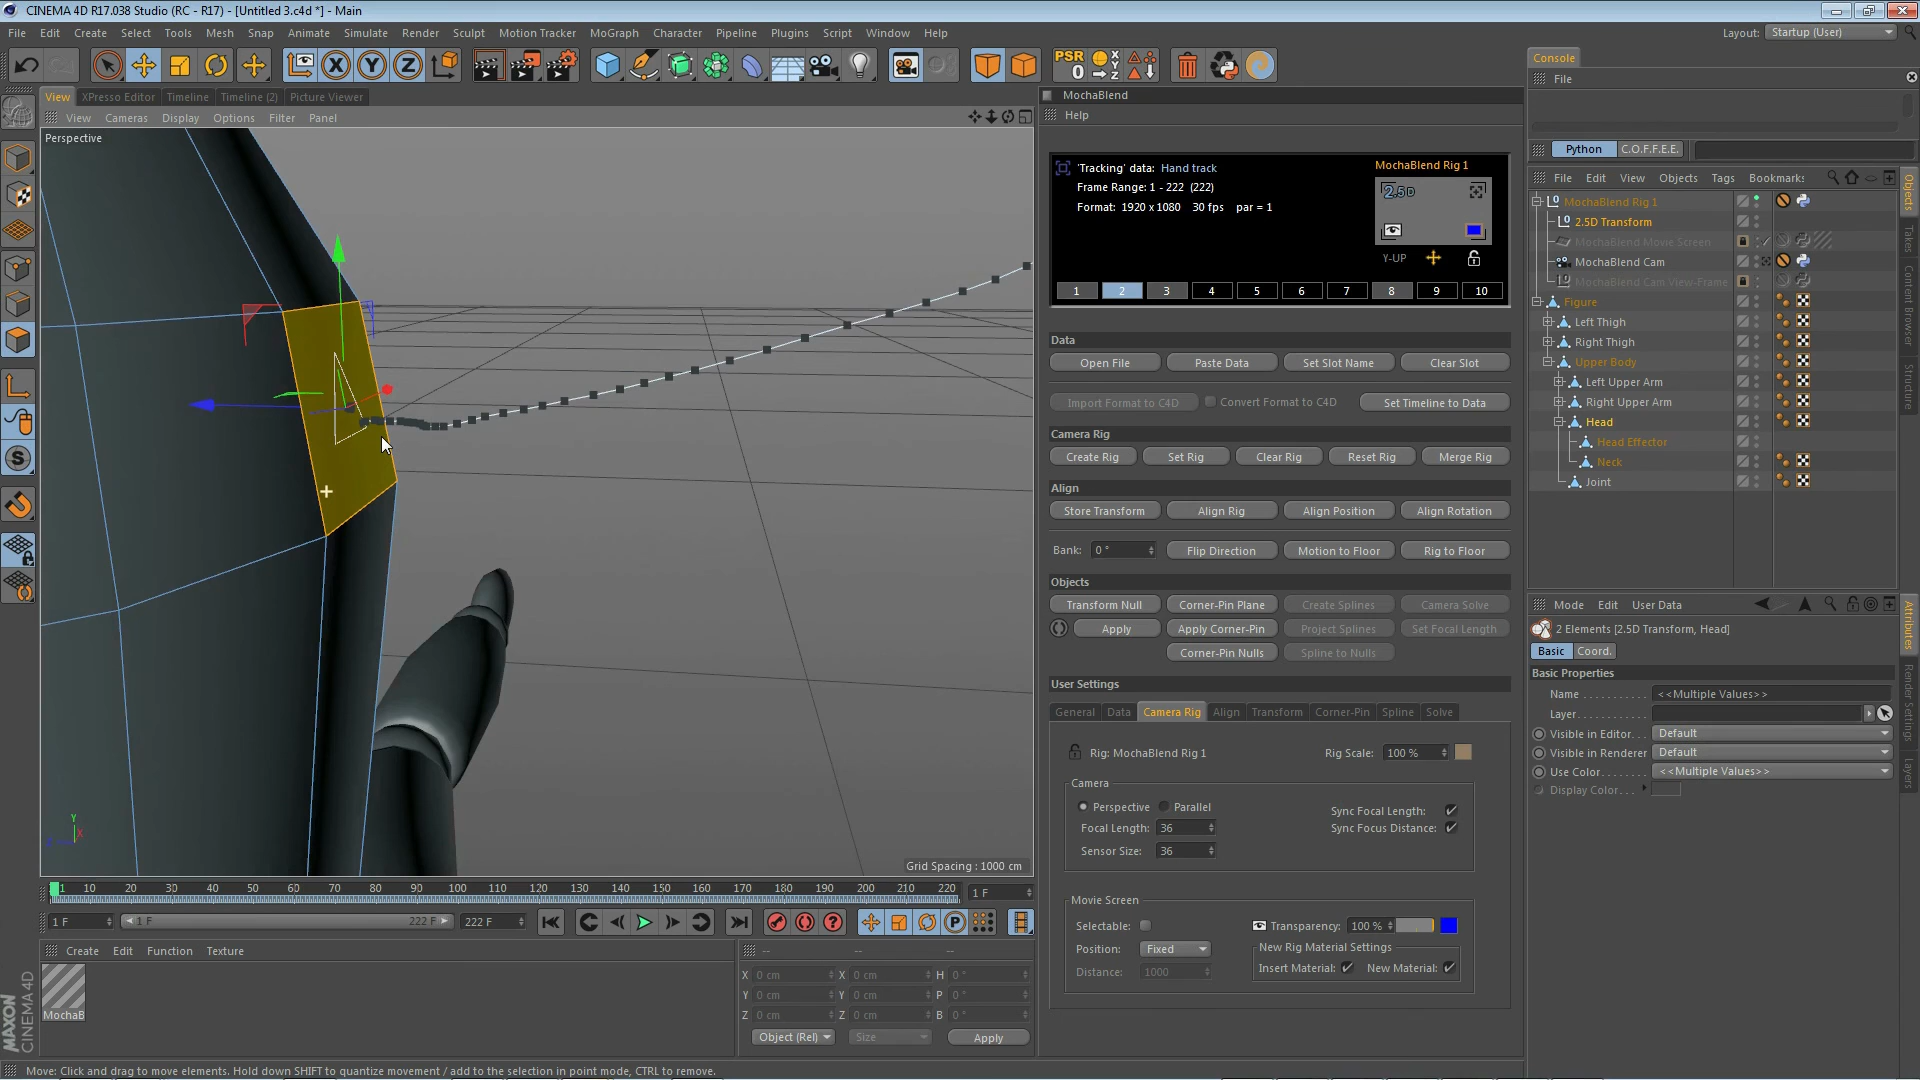 CINEMA 4D R17.038 Studio (RC - R17) - [Untitled 3.c4d *] - Main
File Edit Create Select Tools Mesh Snap Animate Simulate Render Sculpt Motion Tracker MoGraph Character Pipeline Plugins Script Window Help
Layout: Startup (User)
View XPresso Editor Timeline Timeline (2) Picture Viewer
View Cameras Display Options Filter Panel
Perspective
Grid Spacing : 1000 cm
MochaBlend
Help
'Tracking' data: Hand track
Frame Range: 1 - 222 (222)
Format: 1920 x 1080 30 fps par = 1
MochaBlend Rig 1
2.5D
Y-UP
1 2 3 4 5 6 7 8 9 10
Data
Open File Paste Data Set Slot Name Clear Slot
Import Format to C4D Convert Format to C4D Set Timeline to Data
Camera Rig
Create Rig Set Rig Clear Rig Reset Rig Merge Rig
Align
Store Transform Align Rig Align Position Align Rotation
Bank: 0 ° Flip Direction Motion to Floor Rig to Floor
Objects
Transform Null Corner-Pin Plane Create Splines Camera Solve
Apply Apply Corner-Pin Project Splines Set Focal Length
Corner-Pin Nulls Spline to Nulls
User Settings
General Data Camera Rig Align Transform Corner-Pin Spline Solve
Rig: MochaBlend Rig 1 Rig Scale: 100 %
Camera
Perspective Parallel Sync Focal Length:
Focal Length: 36 Sync Focus Distance:
Sensor Size: 36
Movie Screen
Selectable: Transparency: 100 %
Position: Fixed New Rig Material Settings
Distance: 1000 Insert Material: New Material:
Console
File
Python C.O.F.F.E.E.
File Edit View Objects Tags Bookmarks
MochaBlend Rig 1
2.5D Transform
MochaBlend Movie Screen
MochaBlend Cam
MochaBlend Cam View-Frame
Figure
Left Thigh
Right Thigh
Upper Body
Left Upper Arm
Right Upper Arm
Head
Head Effector
Neck
Joint
Objects
Takes
Content Browser
Structure
Mode Edit User Data
2 Elements [2.5D Transform, Head]
Basic Coord.
Basic Properties
Name <<Multiple Values>>
Layer
Visible in Editor Default
Visible in Renderer Default
Use Color <<Multiple Values>>
Display Color
Attributes
Render Settings
Layers
1 10 20 30 40 50 60 70 80 90 100 110 120 130 140 150 160 170 180 190 200 210 220 1 F
1 F 1 F 222 F 222 F
Create Edit Function Texture
MochaB
-- -- --
X 0 cm X 0 cm H 0 °
Y 0 cm Y 0 cm P 0 °
Z 0 cm Z 0 cm B 0 °
Object (Rel) Size Apply
MAXON
CINEMA 4D
Move: Click and drag to move elements. Hold down SHIFT to quantize movement / add to the selection in point mode, CTRL to remove.
PSR
0
X Y Z